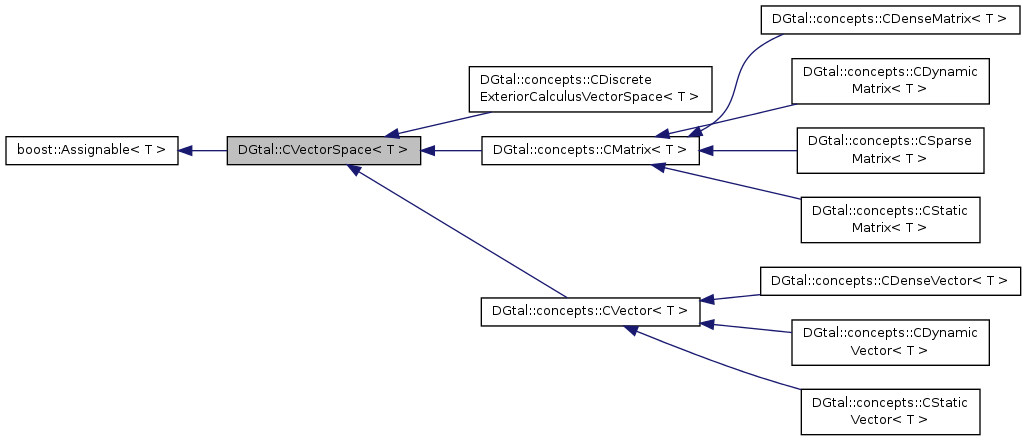 DGtal::concepts::CDenseMatrix< T >
DGtal::concepts::CDynamic
Matrix< T >
DGtal::concepts::CDiscrete
ExteriorCalculusVectorSpace< T >
boost::Assignable< T >
DGtal::CVectorSpace< T >
DGtal::concepts::CMatrix< T >
DGtal::concepts::CSparse
Matrix< T >
DGtal::concepts::CStatic
Matrix< T >
DGtal::concepts::CDenseVector< T >
DGtal::concepts::CVector< T >
DGtal::concepts::CDynamic
Vector< T >
DGtal::concepts::CStatic
Vector< T >